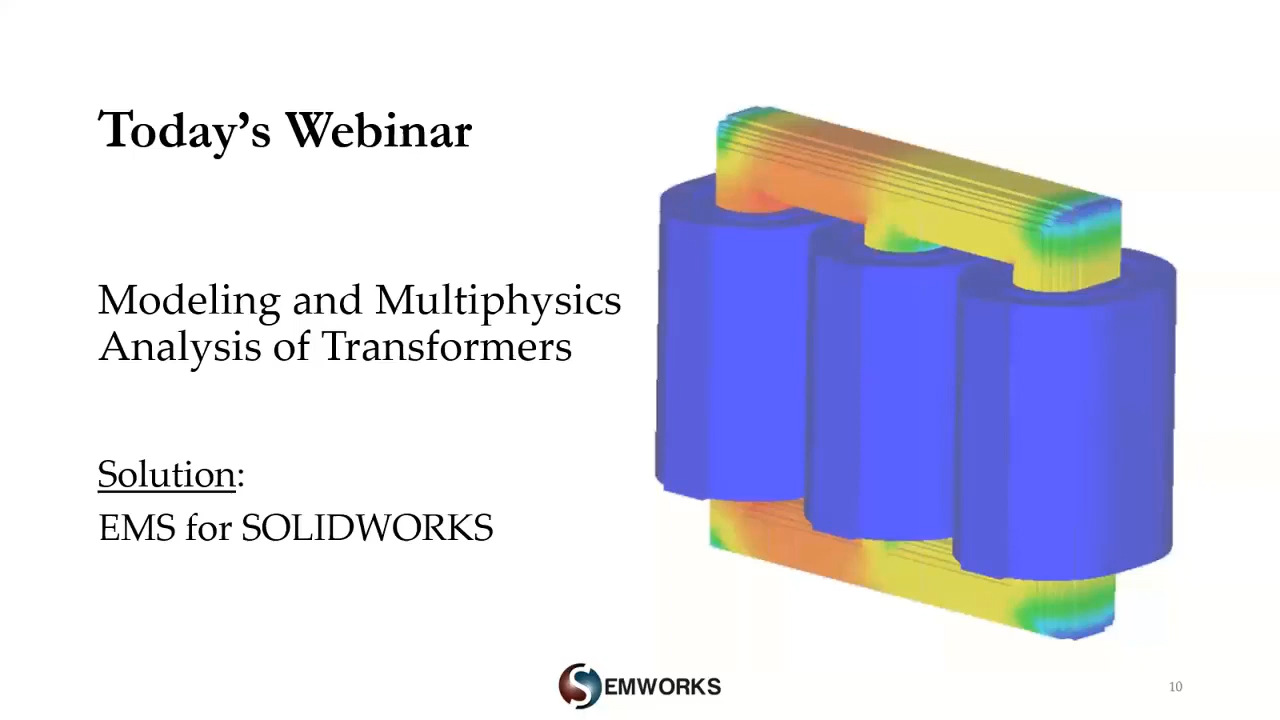 Today's Webinar
Modeling and Multiphysics
Analysis of Transformers
Solution:
EMS for SOLIDWORKS
EMWORKS
10